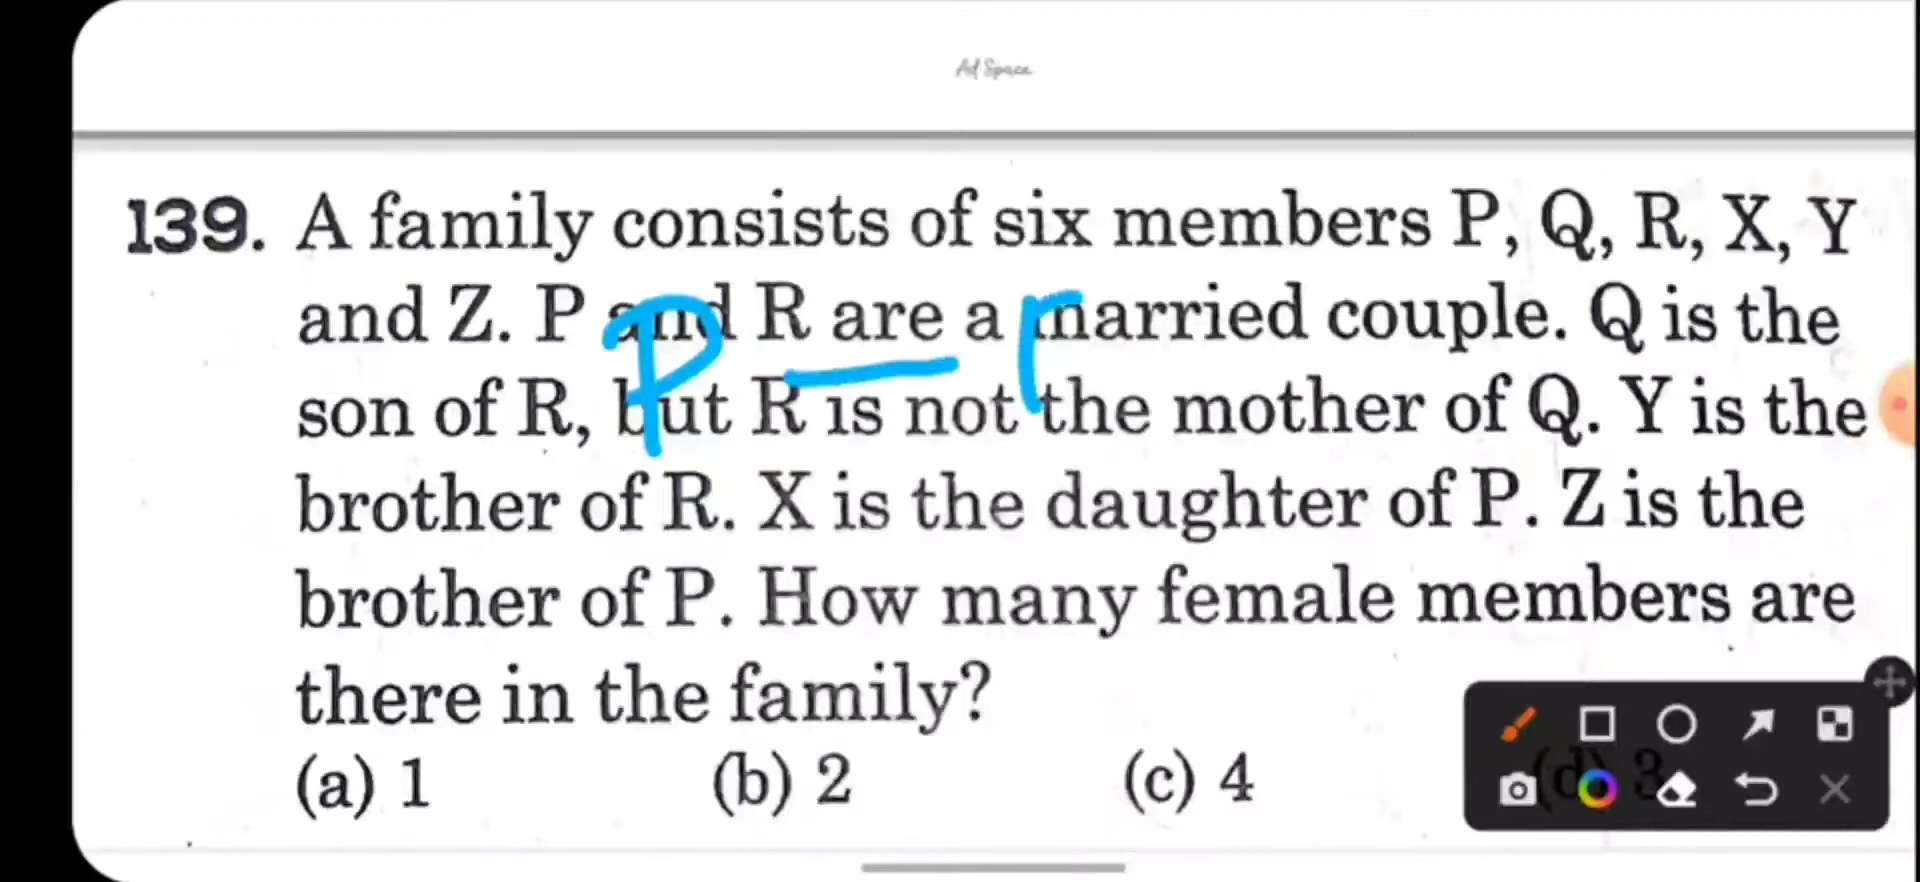 Ad Space
139. A family consists of six members P, Q, R, X, Y
and Z. P and R are a married couple. Q is the
son of R, but R is not the mother of Q. Y is the
brother of R. X is the daughter of P. Z is the
brother of P. How many female members are
there in the family?
(a) 1 (b) 2 (c) 4 (d) 3
P r